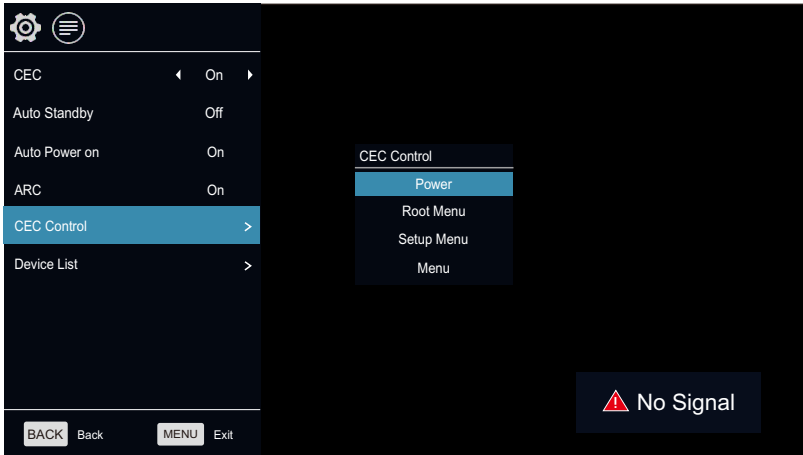 CEC On
Auto Standby Off
Auto Power on On
ARC On
CEC Control >
Device List >
BACK Back MENU Exit
CEC Control
Power
Root Menu
Setup Menu
Menu
No Signal